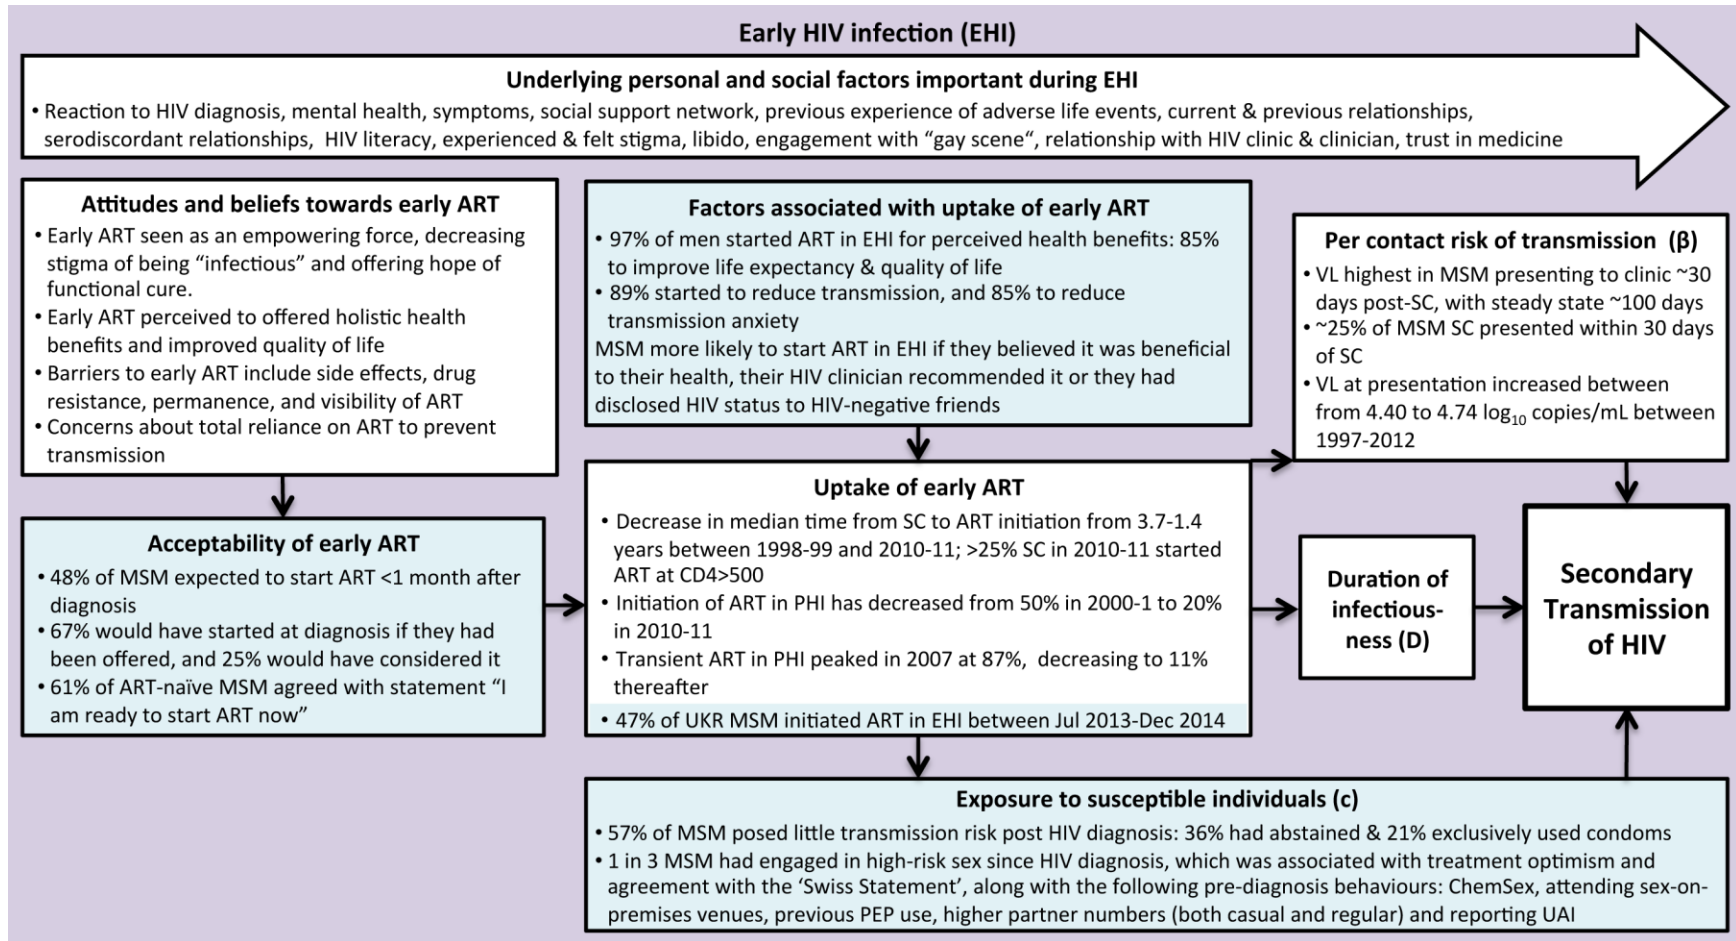 Early HIV infection (EHI)
Underlying personal and social factors important during EHI
• Reaction to HIV diagnosis, mental health, symptoms, social support network, previous experience of adverse life events, current & previous relationships,
serodiscordant relationships, HIV literacy, experienced & felt stigma, libido, engagement with “gay scene“, relationship with HIV clinic & clinician, trust in medicine
Attitudes and beliefs towards early ART
• Early ART seen as an empowering force, decreasing
stigma of being “infectious” and offering hope of
functional cure.
• Early ART perceived to offered holistic health
benefits and improved quality of life
• Barriers to early ART include side effects, drug
resistance, permanence, and visibility of ART
• Concerns about total reliance on ART to prevent
transmission
Acceptability of early ART
• 48% of MSM expected to start ART <1 month after
diagnosis
• 67% would have started at diagnosis if they had
been offered, and 25% would have considered it
• 61% of ART-naïve MSM agreed with statement “I
am ready to start ART now”
Factors associated with uptake of early ART
• 97% of men started ART in EHI for perceived health benefits: 85%
to improve life expectancy & quality of life
• 89% started to reduce transmission, and 85% to reduce
transmission anxiety
MSM more likely to start ART in EHI if they believed it was beneficial
to their health, their HIV clinician recommended it or they had
disclosed HIV status to HIV-negative friends
Uptake of early ART
• Decrease in median time from SC to ART initiation from 3.7-1.4
years between 1998-99 and 2010-11; >25% SC in 2010-11 started
ART at CD4>500
• Initiation of ART in PHI has decreased from 50% in 2000-1 to 20%
in 2010-11
• Transient ART in PHI peaked in 2007 at 87%, decreasing to 11%
thereafter
• 47% of UKR MSM initiated ART in EHI between Jul 2013-Dec 2014
Per contact risk of transmission (β)
• VL highest in MSM presenting to clinic ~30
days post-SC, with steady state ~100 days
• ~25% of MSM SC presented within 30 days
of SC
• VL at presentation increased between
from 4.40 to 4.74 log10 copies/mL between
1997-2012
Duration of
infectious-
ness (D)
Secondary
Transmission
of HIV
Exposure to susceptible individuals (c)
• 57% of MSM posed little transmission risk post HIV diagnosis: 36% had abstained & 21% exclusively used condoms
• 1 in 3 MSM had engaged in high-risk sex since HIV diagnosis, which was associated with treatment optimism and
agreement with the ‘Swiss Statement’, along with the following pre-diagnosis behaviours: ChemSex, attending sex-on-
premises venues, previous PEP use, higher partner numbers (both casual and regular) and reporting UAI